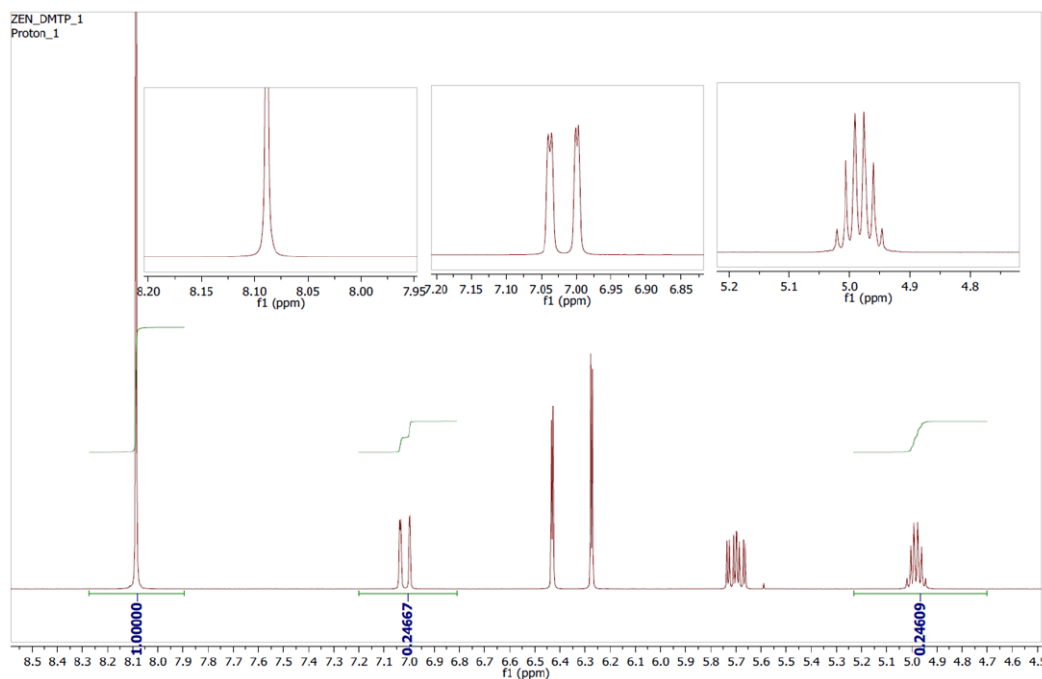 ZEN_DMTP_1
Proton_1
8.20 8.15 8.10 8.05 8.00 7.95
f1 (ppm)
7.20 7.15 7.10 7.05 7.00 6.95 6.90 6.85
f1 (ppm)
5.2 5.1 5.0 4.9 4.8
f1 (ppm)
1.00000
0.24667
0.24609
8.5 8.4 8.3 8.2 8.1 8.0 7.9 7.8 7.7 7.6 7.5 7.4 7.3 7.2 7.1 7.0 6.9 6.8 6.7 6.6 6.5 6.4 6.3 6.2 6.1 6.0 5.9 5.8 5.7 5.6 5.5 5.4 5.3 5.2 5.1 5.0 4.9 4.8 4.7 4.6 4.5
f1 (ppm)